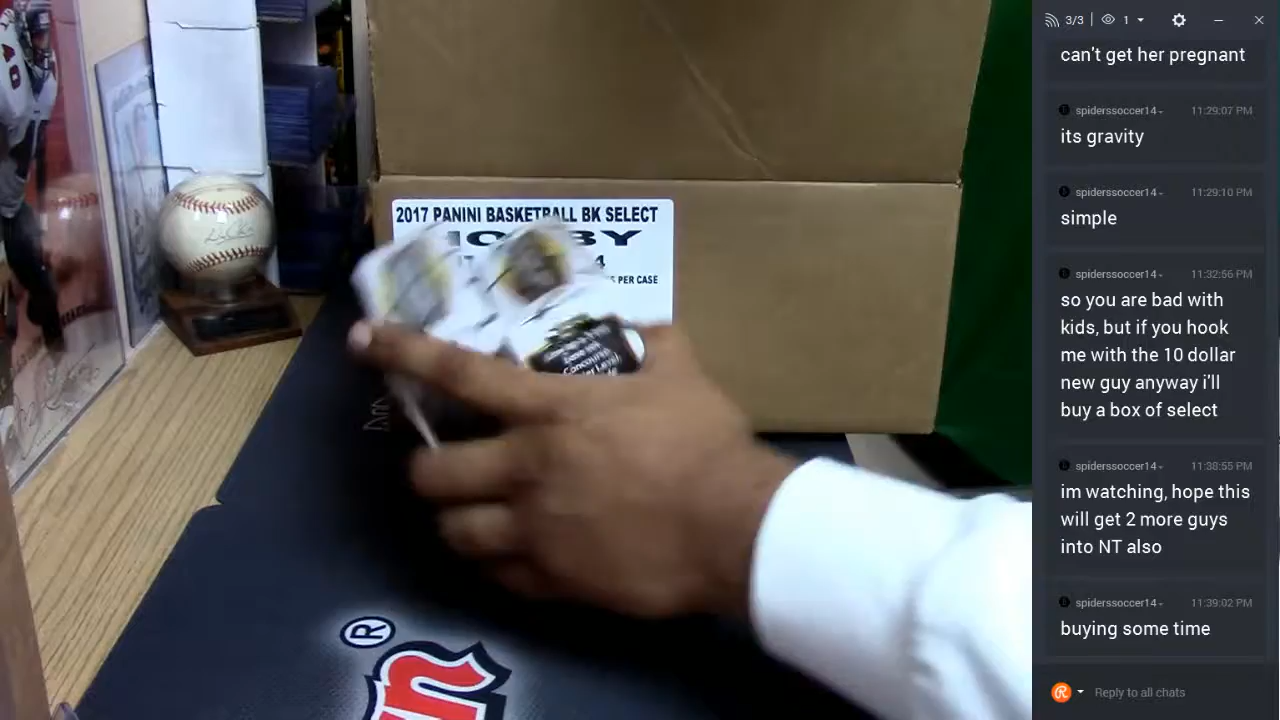 2017 PANINI BASKETBALL BK SELECT
PER CASE
Concourse
Level
®
3/3
1
can't get her pregnant
spiderssoccer14 11:29:07 PM
its gravity
spiderssoccer14 11:29:10 PM
simple
spiderssoccer14 11:32:56 PM
so you are bad with
kids, but if you hook
me with the 10 dollar
new guy anyway i'll
buy a box of select
spiderssoccer14 11:38:55 PM
im watching, hope this
will get 2 more guys
into NT also
spiderssoccer14 11:39:02 PM
buying some time
Reply to all chats